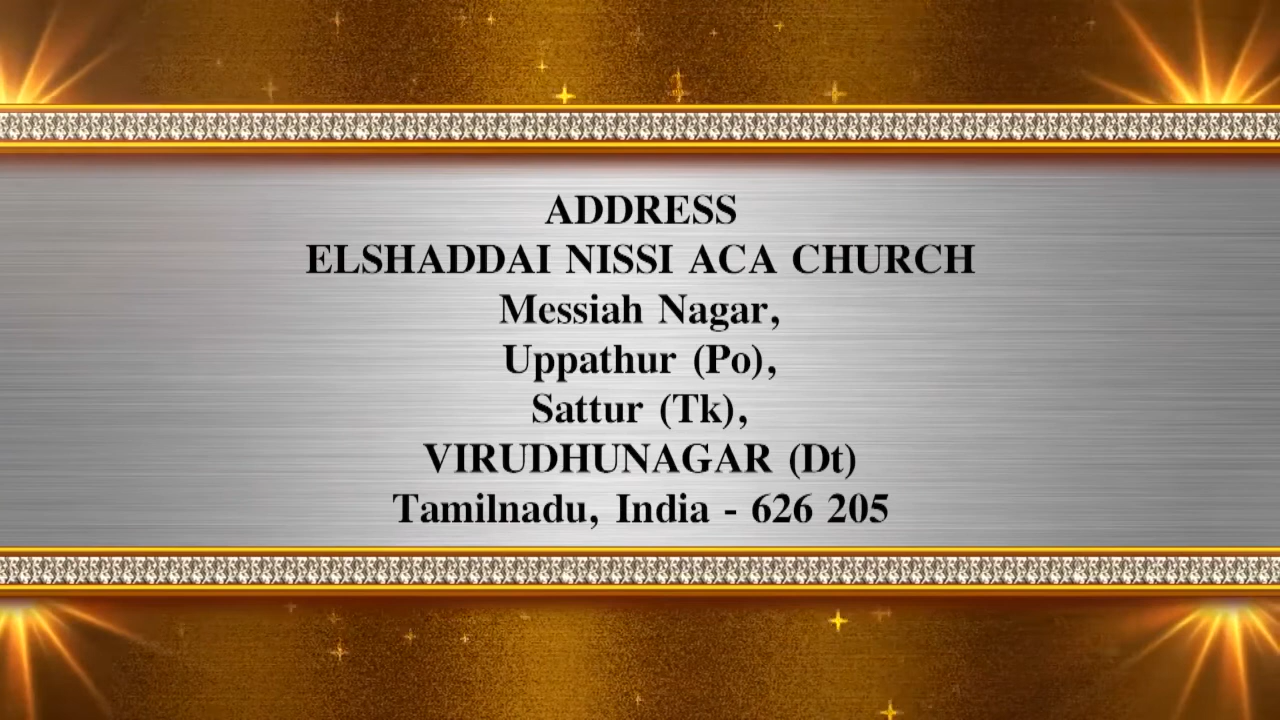 ADDRESS
ELSHADDAI NISSI ACA CHURCH
Messiah Nagar,
Uppathur (Po),
Sattur (Tk),
VIRUDHUNAGAR (Dt)
Tamilnadu, India - 626 205